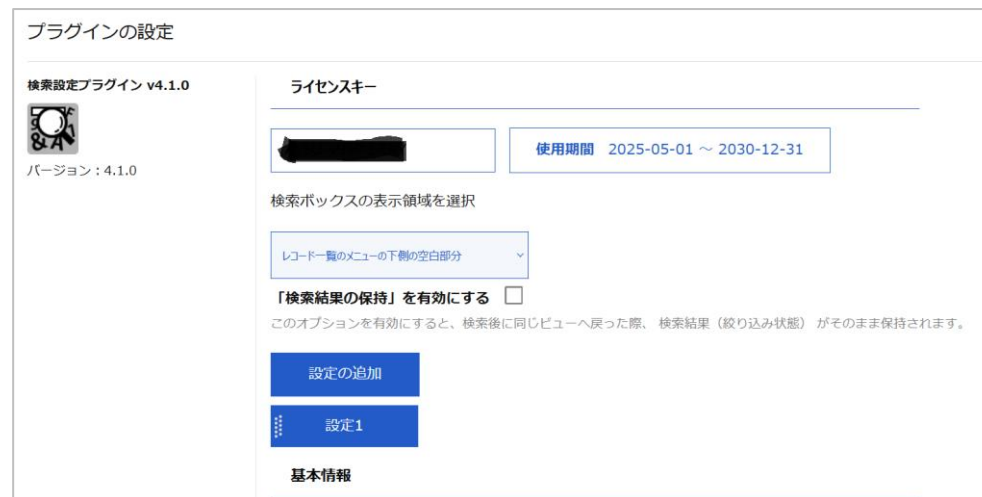 プラグインの設定
検索設定プラグイン v4.1.0
&
バージョン：4.1.0
ライセンスキー
使用期間 2025-05-01 ～ 2030-12-31
検索ボックスの表示領域を選択
レコード一覧のメニューの下側の空白部分
「検索結果の保持」を有効にする
このオプションを有効にすると、検索後に同じビューへ戻った際、 検索結果（絞り込み状態） がそのまま保持されます。
設定の追加
設定1
基本情報